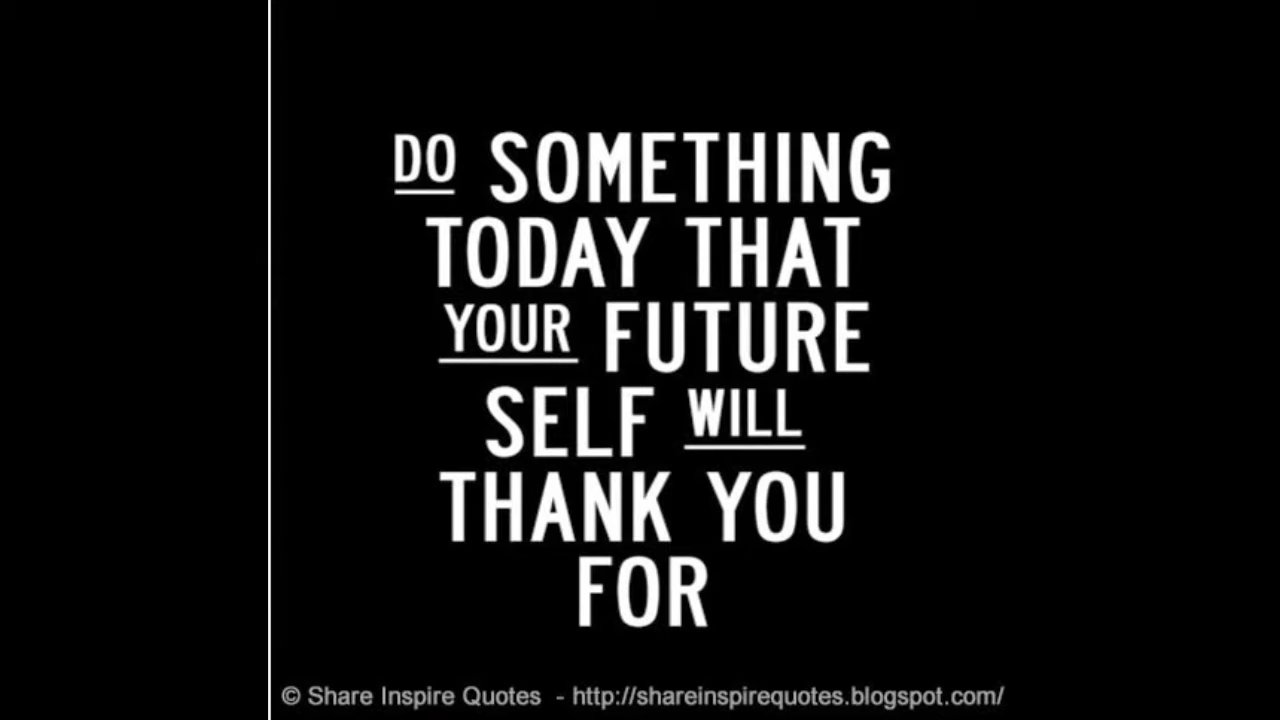 DO SOMETHING
TODAY THAT
YOUR FUTURE
SELF WILL
THANK YOU
FOR
© Share Inspire Quotes - http://shareinspirequotes.blogspot.com/